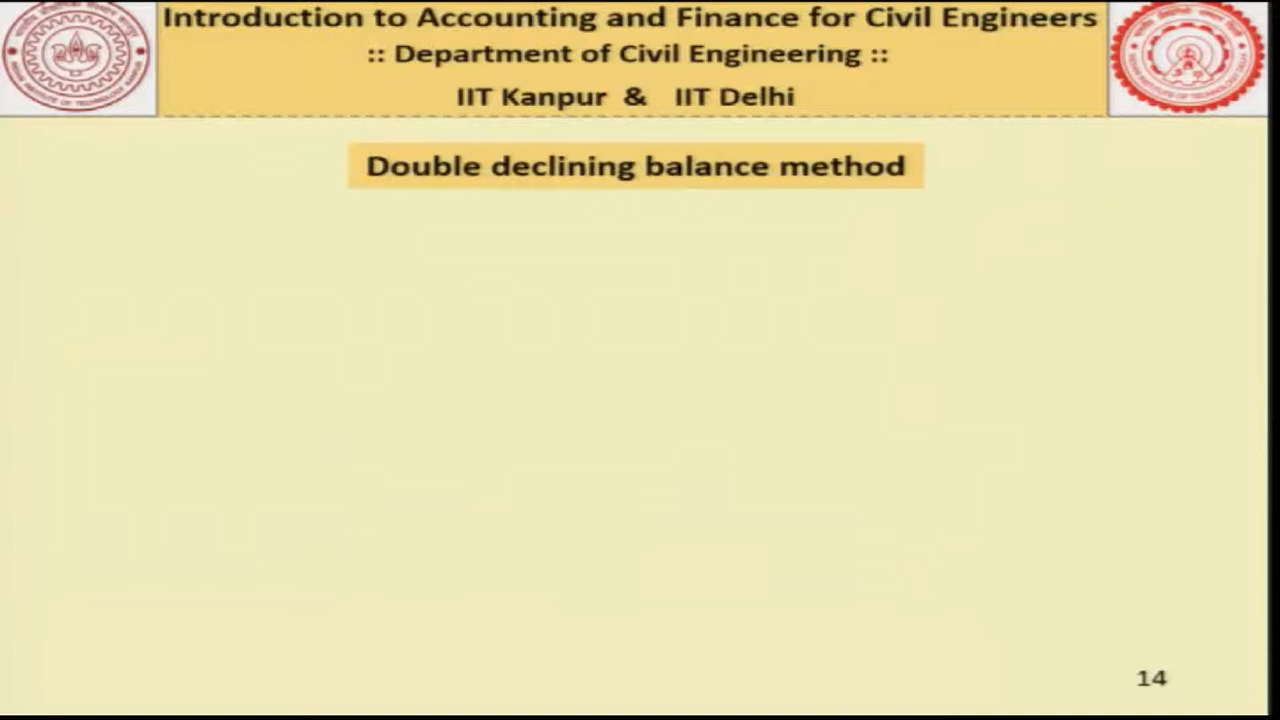 Introduction to Accounting and Finance for Civil Engineers
:: Department of Civil Engineering ::
IIT Kanpur & IIT Delhi
Double declining balance method
14